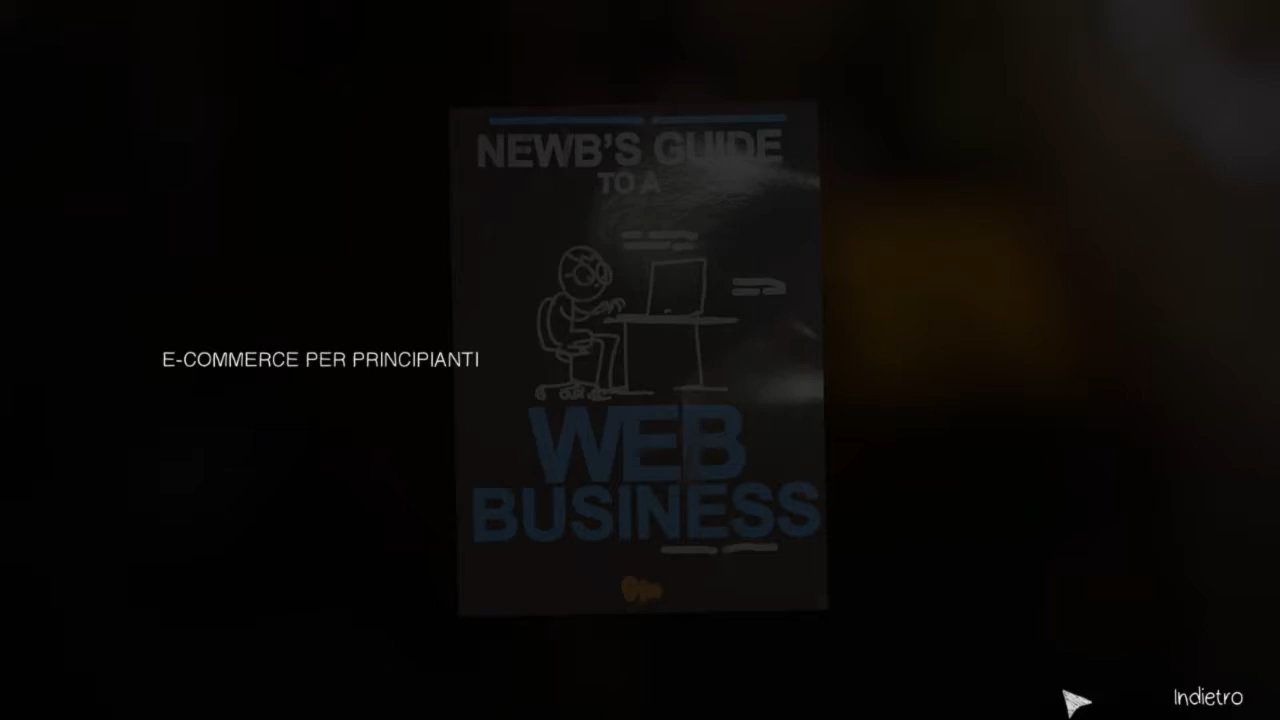 NEWB'S GUIDE
TO A
E-COMMERCE PER PRINCIPIANTI
WEB
BUSINESS
Indietro